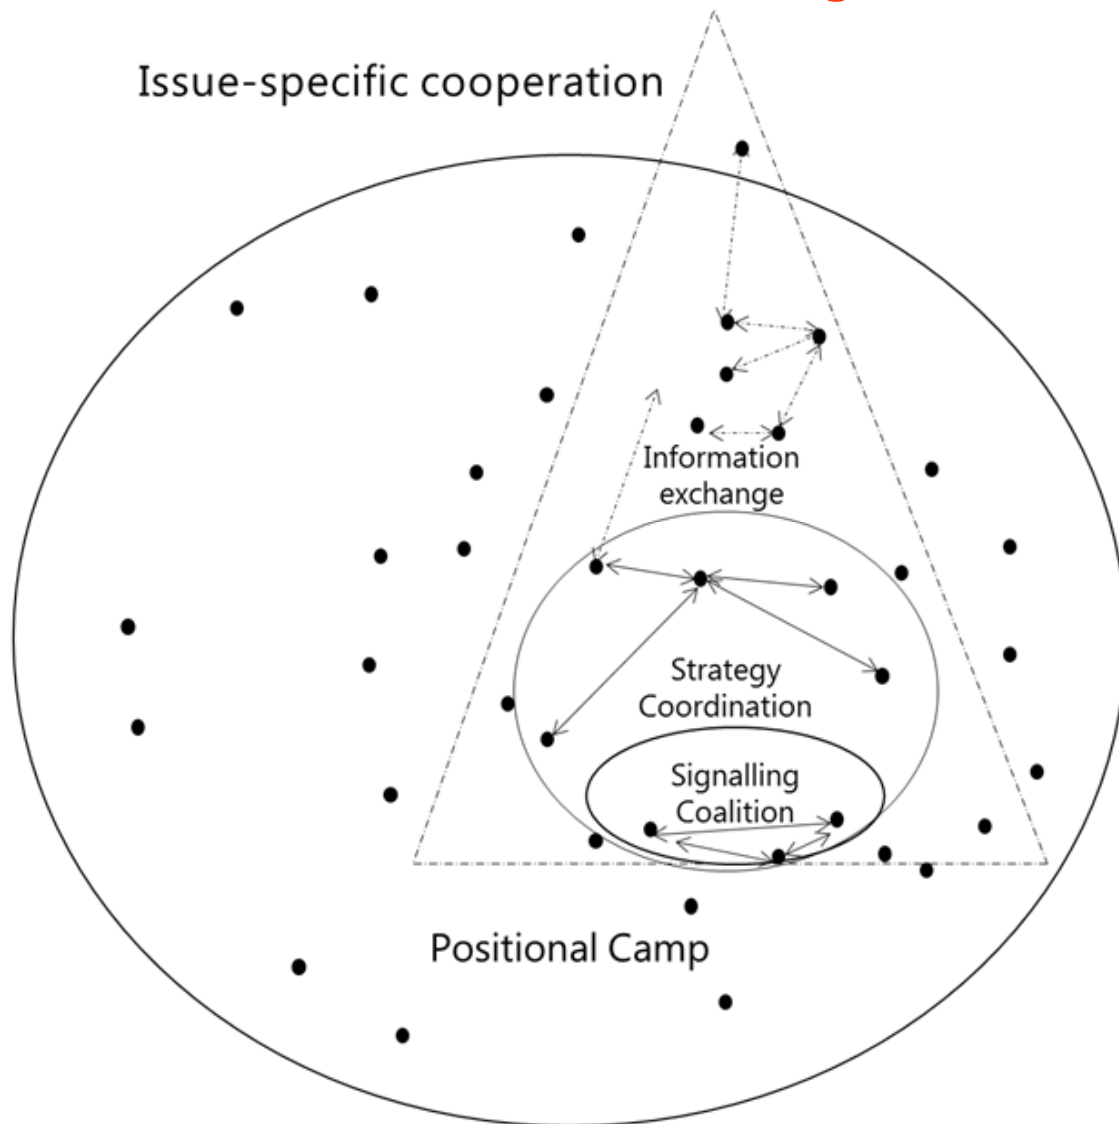 Issue-specific cooperation
Information
exchange
Strategy
Coordination
Signalling
Coalition
Positional Camp